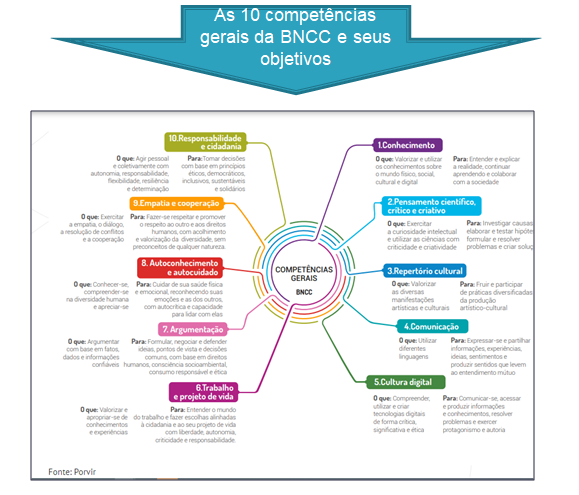 As 10 competências
gerais da BNCC e seus
objetivos
COMPETÊNCIAS
GERAIS
BNCC
1.Conhecimento
O que: Valorizar e utilizar
os conhecimentos sobre
o mundo físico, social,
cultural e digital
Para: Entender e explicar
a realidade, continuar
aprendendo e colaborar
com a sociedade
2.Pensamento científico,
crítico e criativo
O que: Exercitar
a curiosidade intelectual
e utilizar as ciências com
criticidade e criatividade
Para: Investigar causas,
elaborar e testar hipóte
formular e resolver
problemas e criar soluç
3.Repertório cultural
O que: Valorizar
as diversas
manifestações
artísticas e culturais
Para: Fruir e participar
de práticas diversificadas
da produção
artístico-cultural
4.Comunicação
O que: Utilizar
diferentes
linguagens
Para: Expressar-se e partilhar
informações, experiências,
ideias, sentimentos e
produzir sentidos que levem
ao entendimento mútuo
5.Cultura digital
O que: Compreender,
utilizar e criar
tecnologias digitais
de forma crítica,
significativa e ética
Para: Comunicar-se, acessar
e produzir informações
e conhecimentos, resolver
problemas e exercer
protagonismo e autoria
6.Trabalho
e projeto de vida
O que: Valorizar e
apropriar-se de
conhecimentos
e experiências
Para: Entender o mundo
do trabalho e fazer escolhas alinhadas
à cidadania e ao seu projeto de vida
com liberdade, autonomia,
criticidade e responsabilidade.
7. Argumentação
O que: Argumentar
com base em fatos,
dados e informações
confiáveis
Para: Formular, negociar e defender
ideias, pontos de vista e decisões
comuns, com base em direitos
humanos, consciência socioambiental,
consumo responsável e ética
8. Autoconhecimento
e autocuidado
O que: Conhecer-se,
compreender-se
na diversidade humana
e apreciar-se
Para: Cuidar de sua saúde física
e emocional, reconhecendo suas
emoções e as dos outros, com
autocrítica e capacidade
para lidar com elas
9.Empatia e cooperação
O que: Exercitar
a empatia, o diálogo,
a resolução de conflitos
e a cooperação
Para: Fazer-se respeitar e promover
o respeito ao outro e aos direitos
humanos, com acolhimento
e valorização da diversidade, sem
preconceitos de qualquer natureza.
10.Responsabilidade
e cidadania
O que: Agir pessoal
e coletivamente com
autonomia, responsabilidade,
flexibilidade, resiliência
e determinação
Para:Tomar decisões
com base em princípios
éticos, democráticos,
inclusivos, sustentáveis
e solidários
Fonte: Porvir